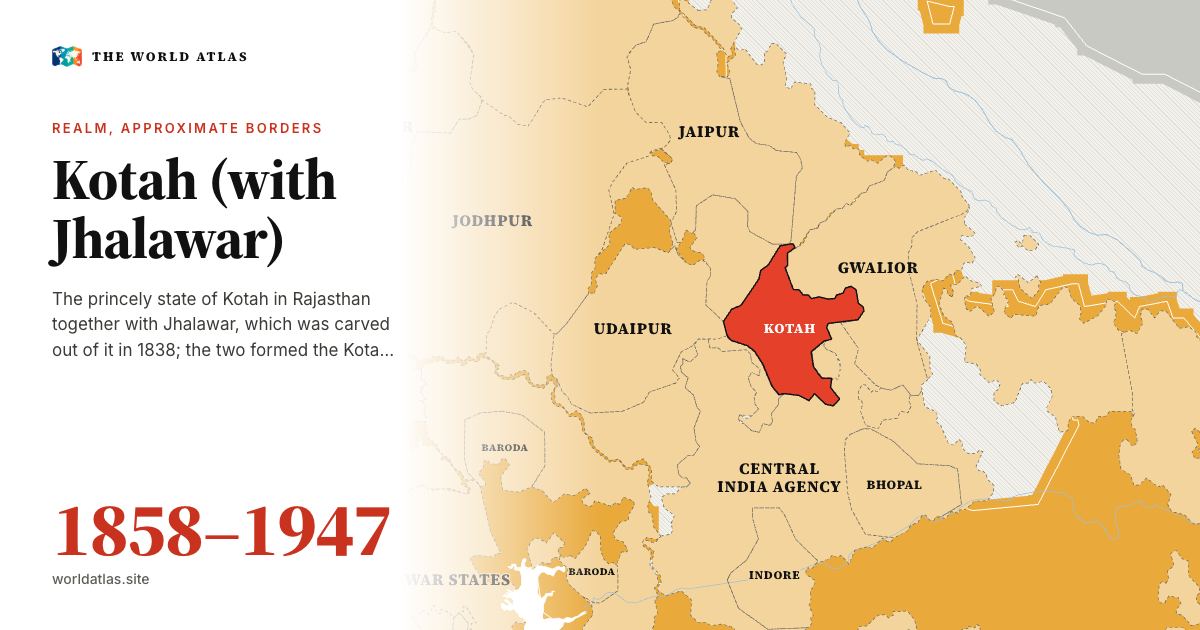 THE WORLD ATLAS
REALM, APPROXIMATE BORDERS
Kotah (with
Jhalawar)
The princely state of Kotah in Rajasthan
together with Jhalawar, which was carved
out of it in 1838; the two formed the Kota...
1858–1947
worldatlas.site
JAIPUR
JODHPUR
GWALIOR
UDAIPUR
KOTAH
BARODA
CENTRAL
INDIA AGENCY
BHOPAL
BARODA
INDORE
WAR STATES